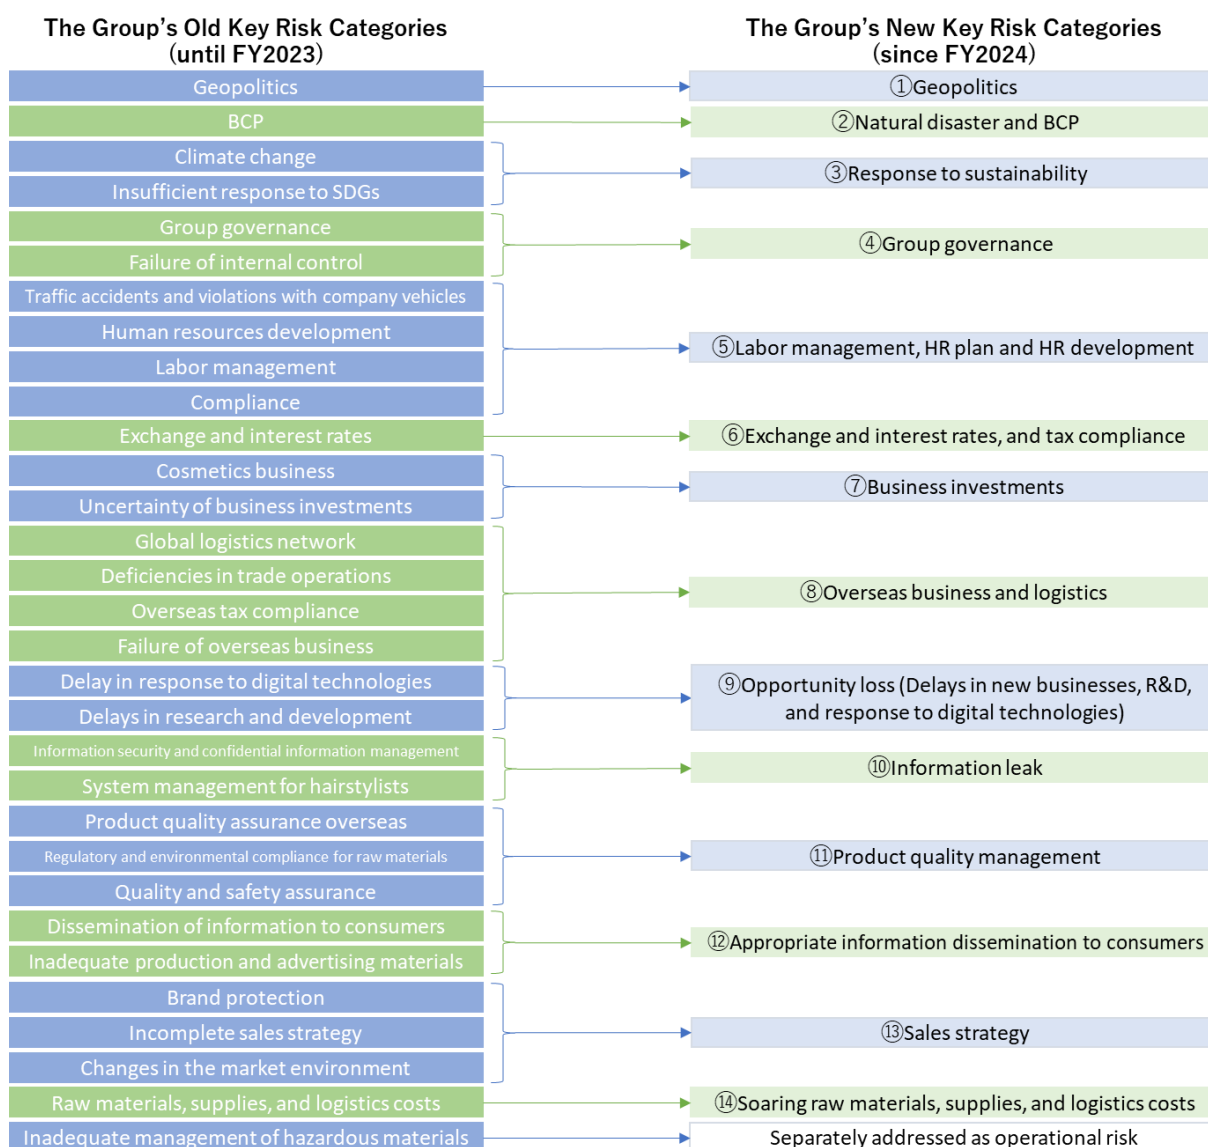 The Group’s Old Key Risk Categories
(until FY2023)
The Group’s New Key Risk Categories
(since FY2024)
Geopolitics
①Geopolitics
BCP
②Natural disaster and BCP
Climate change
Insufficient response to SDGs
③Response to sustainability
Group governance
Failure of internal control
④Group governance
Traffic accidents and violations with company vehicles
Human resources development
Labor management
Compliance
⑤Labor management, HR plan and HR development
Exchange and interest rates
⑥Exchange and interest rates, and tax compliance
Cosmetics business
Uncertainty of business investments
⑦Business investments
Global logistics network
Deficiencies in trade operations
Overseas tax compliance
Failure of overseas business
⑧Overseas business and logistics
Delay in response to digital technologies
Delays in research and development
⑨Opportunity loss (Delays in new businesses, R&D,
and response to digital technologies)
Information security and confidential information management
System management for hairstylists
⑩Information leak
Product quality assurance overseas
Regulatory and environmental compliance for raw materials
Quality and safety assurance
⑪Product quality management
Dissemination of information to consumers
Inadequate production and advertising materials
⑫Appropriate information dissemination to consumers
Brand protection
Incomplete sales strategy
Changes in the market environment
⑬Sales strategy
Raw materials, supplies, and logistics costs
⑭Soaring raw materials, supplies, and logistics costs
Inadequate management of hazardous materials
Separately addressed as operational risk